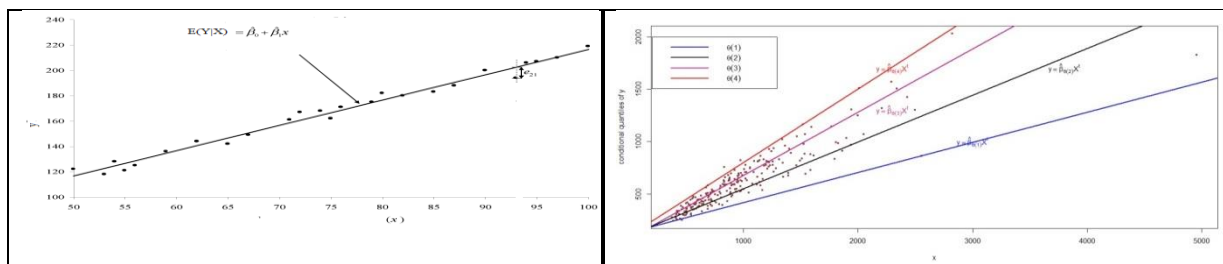 240
220
200
180
160
140
120
100
y
E(Y|X) = β̂₀ + β̂₁x
e₂₁
50 55 60 65 70 75 80 85 90 95 100
(x)
conditional quantiles of y
2000
1500
1000
500
θ(1)
θ(2)
θ(3)
θ(4)
1000 2000 3000 4000 5000
x